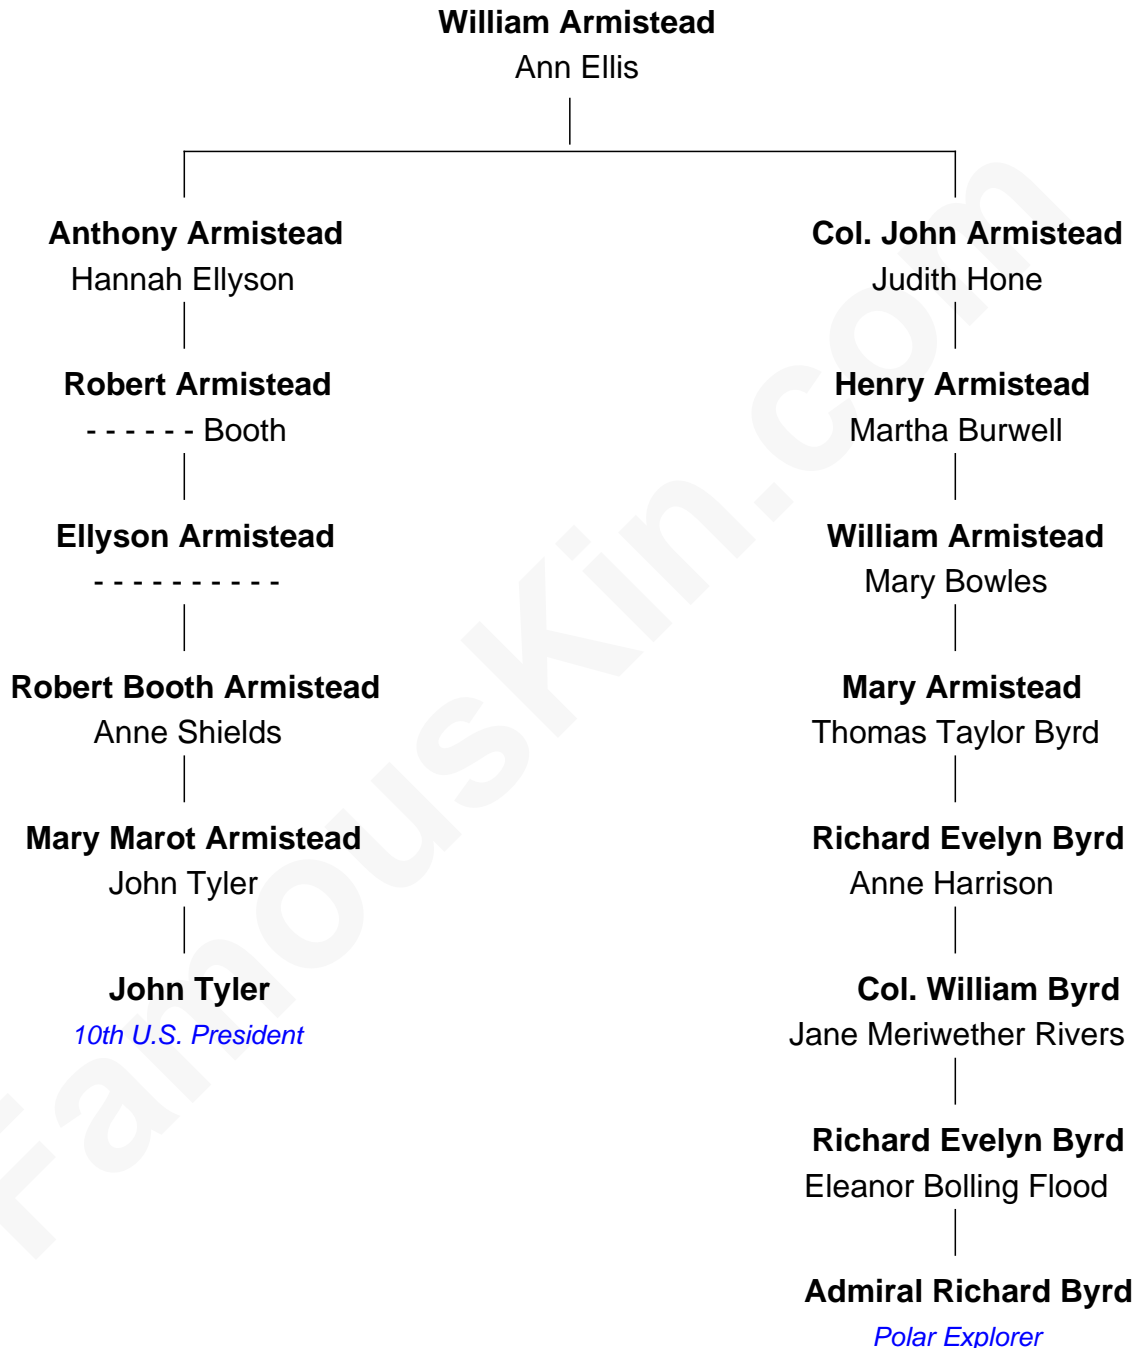 William Armistead
Ann Ellis
Anthony Armistead
Hannah Ellyson
Robert Armistead
- - - - - - Booth
Ellyson Armistead
- - - - - - - - - -
Robert Booth Armistead
Anne Shields
Mary Marot Armistead
John Tyler
John Tyler
10th U.S. President
Col. John Armistead
Judith Hone
Henry Armistead
Martha Burwell
William Armistead
Mary Bowles
Mary Armistead
Thomas Taylor Byrd
Richard Evelyn Byrd
Anne Harrison
Col. William Byrd
Jane Meriwether Rivers
Richard Evelyn Byrd
Eleanor Bolling Flood
Admiral Richard Byrd
Polar Explorer
FamousKin.com